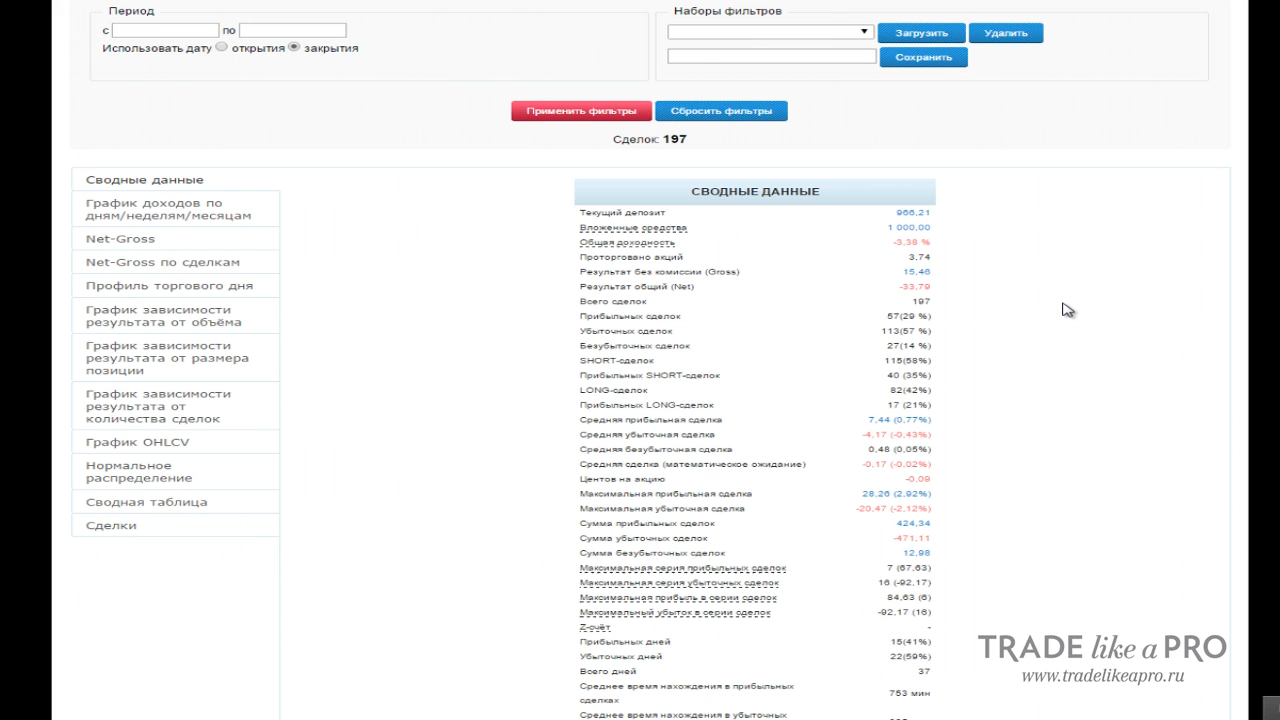 Период
с по
Использовать дату открытия закрытия
Наборы фильтров
Загрузить Удалить
Сохранить
Применить фильтры Сбросить фильтры
Сделок: 197
Сводные данные
График доходов по
дням/неделям/месяцам
Net-Gross
Net-Gross по сделкам
Профиль торгового дня
График зависимости
результата от объёма
График зависимости
результата от размера
позиции
График зависимости
результата от
количества сделок
График OHLCV
Нормальное
распределение
Сводная таблица
Сделки
СВОДНЫЕ ДАННЫЕ
Текущий депозит 966,21
Вложенные средства 1 000,00
Общая доходность -3,38 %
Проторговано акций 3,74
Результат без комиссии (Gross) 15,46
Результат общий (Net) -33,79
Всего сделок 197
Прибыльных сделок 57(29 %)
Убыточных сделок 113(57 %)
Безубыточных сделок 27(14 %)
SHORT-сделок 115(58%)
Прибыльных SHORT-сделок 40 (35%)
LONG-сделок 82(42%)
Прибыльных LONG-сделок 17 (21%)
Средняя прибыльная сделка 7,44 (0,77%)
Средняя убыточная сделка -4,17 (-0,43%)
Средняя безубыточная сделка 0,48 (0,05%)
Средняя сделка (математическое ожидание) -0,17 (-0,02%)
Центов на акцию -0,09
Максимальная прибыльная сделка 28,26 (2,92%)
Максимальная убыточная сделка -20,47 (-2,12%)
Сумма прибыльных сделок 424,34
Сумма убыточных сделок -471,11
Сумма безубыточных сделок 12,98
Максимальная серия прибыльных сделок 7 (67,63)
Максимальная серия убыточных сделок 16 (-92,17)
Максимальная прибыль в серии сделок 84,63 (6)
Максимальный убыток в серии сделок -92,17 (16)
Z-счёт -
Прибыльных дней 15(41%)
Убыточных дней 22(59%)
Всего дней 37
Среднее время нахождения в прибыльных
сделках 753 мин
Среднее время нахождения в убыточных
TRADE like a PRO
www.tradelikeapro.ru